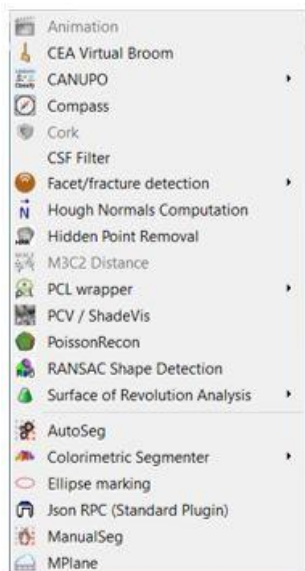 Animation
CEA Virtual Broom
CANUPO
Compass
Cork
CSF Filter
Facet/fracture detection
Hough Normals Computation
Hidden Point Removal
M3C2 Distance
PCL wrapper
PCV / ShadeVis
PoissonRecon
RANSAC Shape Detection
Surface of Revolution Analysis
AutoSeg
Colorimetric Segmenter
Ellipse marking
Json RPC (Standard Plugin)
ManualSeg
MPlane